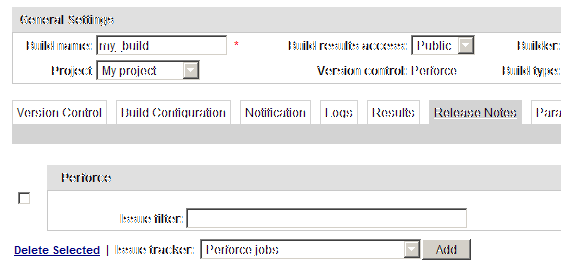 General Settings
Build name: my_build * Build results access: Public Builder:
Project My project Version control: Perforce Build type:
Version Control Build Configuration Notification Logs Results Release Notes Para
Perforce
Issue filter:
Delete Selected | Issue tracker: Perforce jobs Add